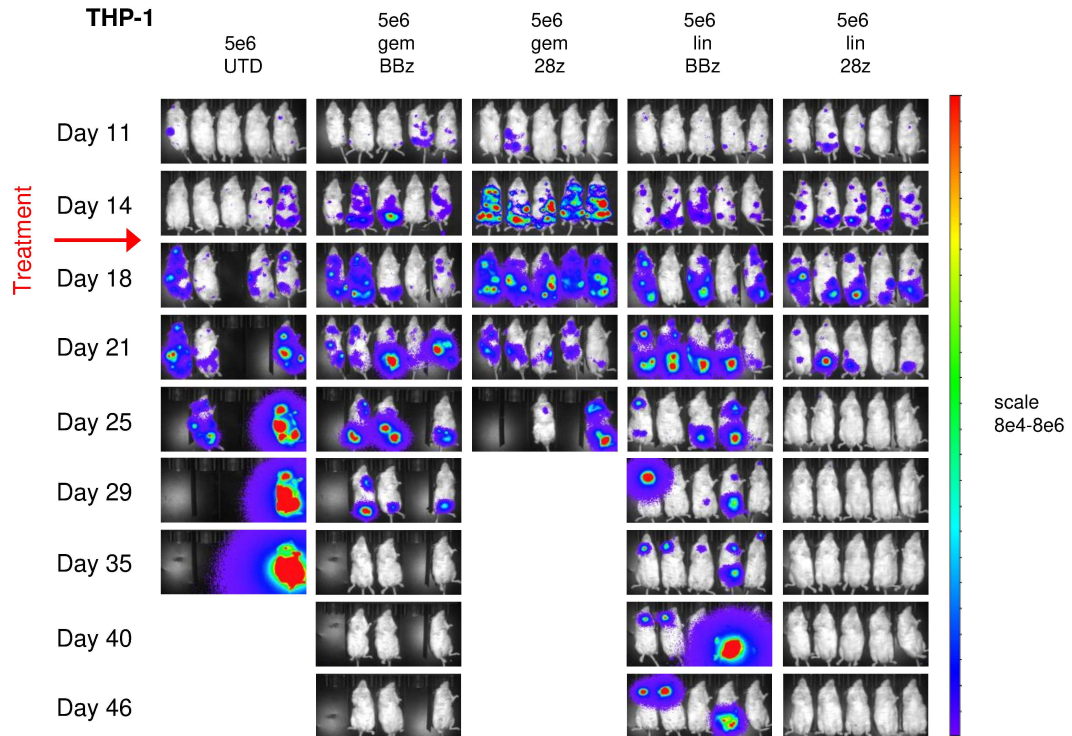 THP-1
5e6
UTD
5e6
gem
BBz
5e6
gem
28z
5e6
lin
BBz
5e6
lin
28z
Day 11
Day 14
Treatment
Day 18
Day 21
Day 25
scale
8e4-8e6
Day 29
Day 35
Day 40
Day 46